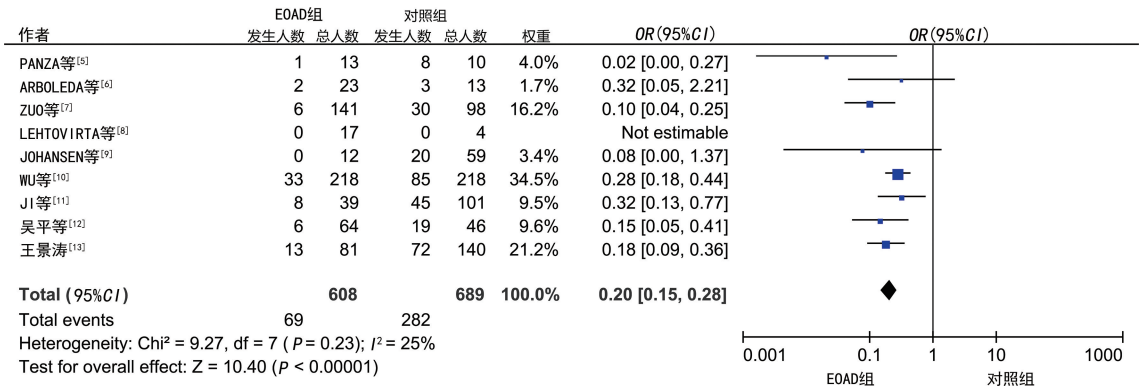 EOAD组 对照组
作者 发生人数 总人数 发生人数 总人数 权重 OR(95%CI) OR(95%CI)
PANZA等[5] 1 13 8 10 4.0% 0.02 [0.00, 0.27]
ARBOLEDA等[6] 2 23 3 13 1.7% 0.32 [0.05, 2.21]
ZUO等[7] 6 141 30 98 16.2% 0.10 [0.04, 0.25]
LEHTOVIRTA等[8] 0 17 0 4 Not estimable
JOHANSEN等[9] 0 12 20 59 3.4% 0.08 [0.00, 1.37]
WU等[10] 33 218 85 218 34.5% 0.28 [0.18, 0.44]
JI等[11] 8 39 45 101 9.5% 0.32 [0.13, 0.77]
吴平等[12] 6 64 19 46 9.6% 0.15 [0.05, 0.41]
王景涛[13] 13 81 72 140 21.2% 0.18 [0.09, 0.36]
Total (95%CI) 608 689 100.0% 0.20 [0.15, 0.28]
Total events 69 282
Heterogeneity: Chi² = 9.27, df = 7 (P = 0.23); I² = 25%
Test for overall effect: Z = 10.40 (P < 0.00001)
0.001 0.1 1 10 1000
EOAD组 对照组